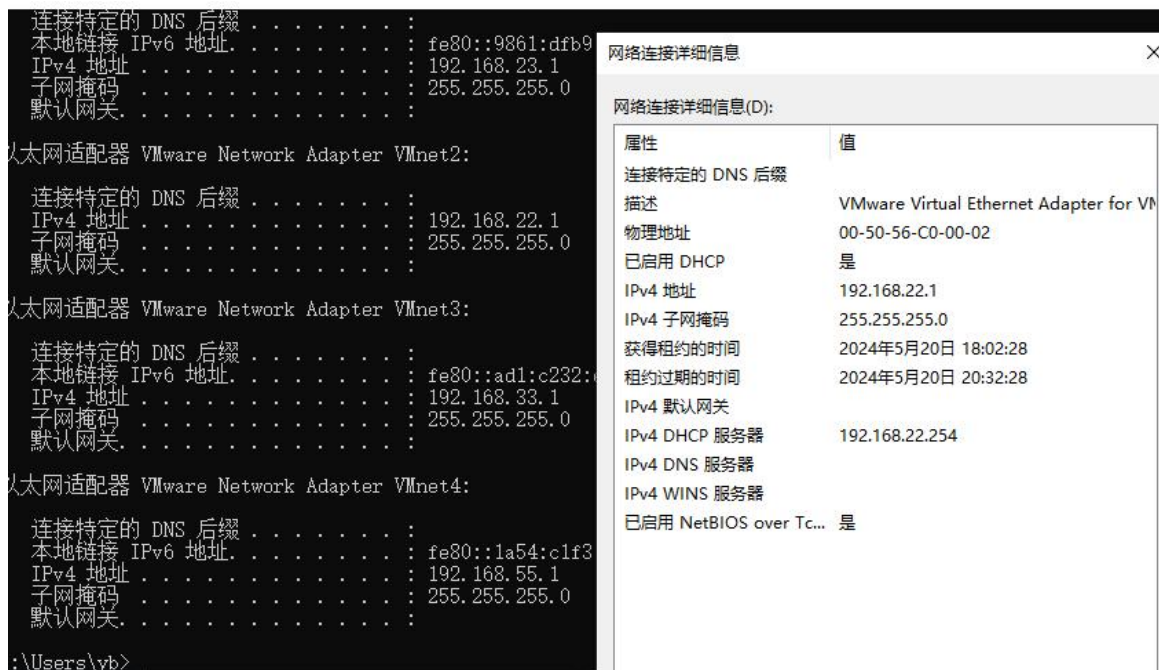 连接特定的 DNS 后缀 . . . . . . . :
本地链接 IPv6 地址. . . . . . . . : fe80::9861:dfb9
IPv4 地址 . . . . . . . . . . . . : 192.168.23.1
子网掩码 . . . . . . . . . . . . : 255.255.255.0
默认网关. . . . . . . . . . . . . :
以太网适配器 VMware Network Adapter VMnet2:
连接特定的 DNS 后缀 . . . . . . . :
IPv4 地址 . . . . . . . . . . . . : 192.168.22.1
子网掩码 . . . . . . . . . . . . : 255.255.255.0
默认网关. . . . . . . . . . . . . :
以太网适配器 VMware Network Adapter VMnet3:
连接特定的 DNS 后缀 . . . . . . . :
本地链接 IPv6 地址. . . . . . . . : fe80::ad1:c232:
IPv4 地址 . . . . . . . . . . . . : 192.168.33.1
子网掩码 . . . . . . . . . . . . : 255.255.255.0
默认网关. . . . . . . . . . . . . :
以太网适配器 VMware Network Adapter VMnet4:
连接特定的 DNS 后缀 . . . . . . . :
本地链接 IPv6 地址. . . . . . . . : fe80::1a54:c1f3
IPv4 地址 . . . . . . . . . . . . : 192.168.55.1
子网掩码 . . . . . . . . . . . . : 255.255.255.0
默认网关. . . . . . . . . . . . . :
:\Users\yb>
网络连接详细信息
网络连接详细信息(D):
属性 值
连接特定的 DNS 后缀
描述 VMware Virtual Ethernet Adapter for VM
物理地址 00-50-56-C0-00-02
已启用 DHCP 是
IPv4 地址 192.168.22.1
IPv4 子网掩码 255.255.255.0
获得租约的时间 2024年5月20日 18:02:28
租约过期的时间 2024年5月20日 20:32:28
IPv4 默认网关
IPv4 DHCP 服务器 192.168.22.254
IPv4 DNS 服务器
IPv4 WINS 服务器
已启用 NetBIOS over Tc... 是